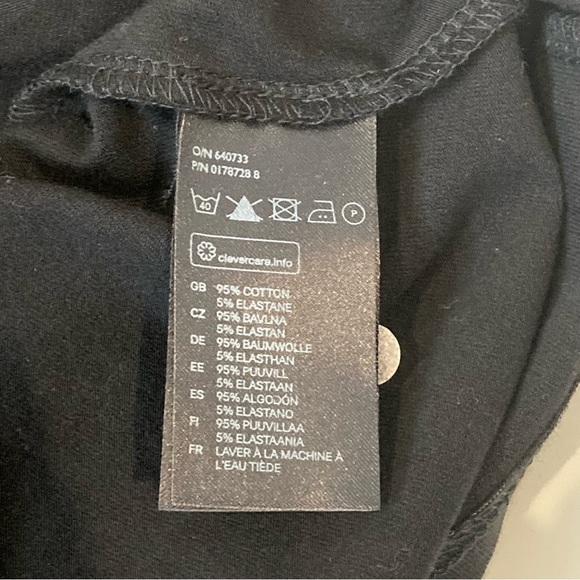 O/N 640733
P/N 0178728 8
40 P
clevercare.info
GB 95% COTTON
5% ELASTANE
CZ 95% BAVLNA
5% ELASTAN
DE 95% BAUMWOLLE
5% ELASTHAN
EE 95% PUUVILL
5% ELASTAAN
ES 95% ALGODÓN
5% ELASTANO
FI 95% PUUVILLAA
5% ELASTAANIA
FR LAVER À LA MACHINE À
L'EAU TIÈDE